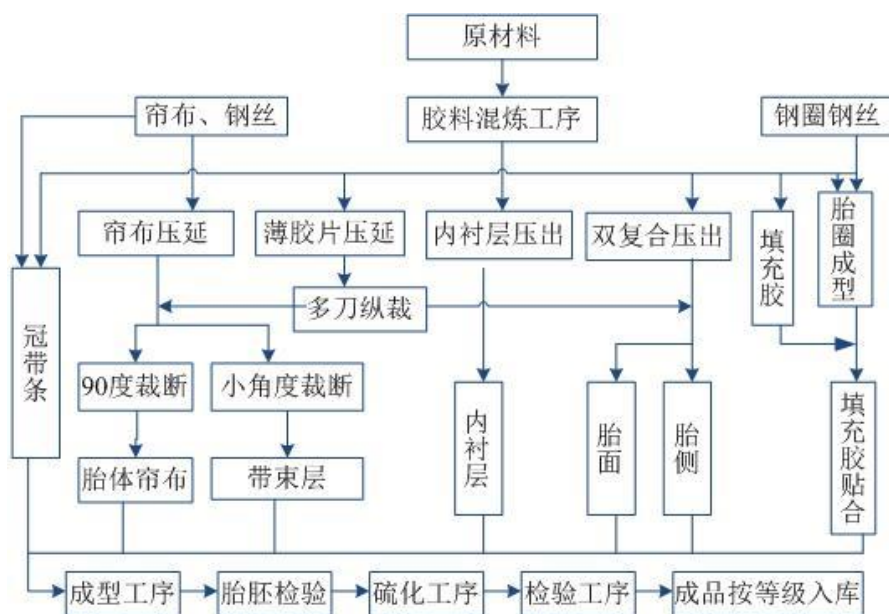 原材料
帘布、钢丝
胶料混炼工序
钢圈钢丝
帘布压延
薄胶片压延
内衬层压出
双复合压出
填充胶
胎圈成型
冠带条
多刀纵裁
90度裁断
小角度裁断
内衬层
胎面
胎侧
填充胶贴合
胎体帘布
带束层
成型工序
胎胚检验
硫化工序
检验工序
成品按等级入库